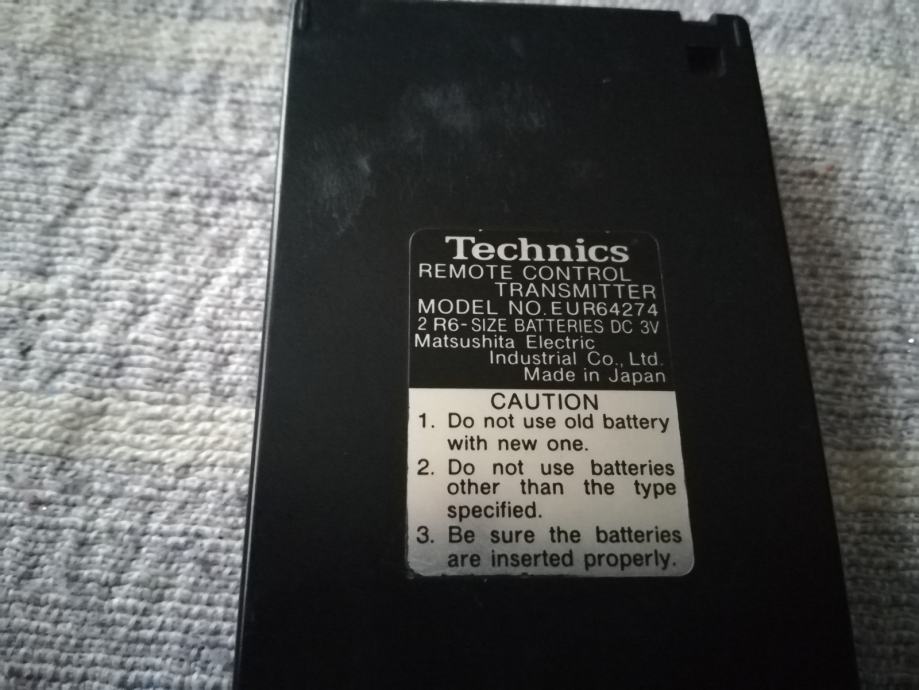 Technics
REMOTE CONTROL
TRANSMITTER
MODEL NO. EUR64274
2 R6-SIZE BATTERIES DC 3V
Matsushita Electric
Industrial Co., Ltd.
Made in Japan
CAUTION
1. Do not use old battery
with new one.
2. Do not use batteries
other than the type
specified.
3. Be sure the batteries
are inserted properly.